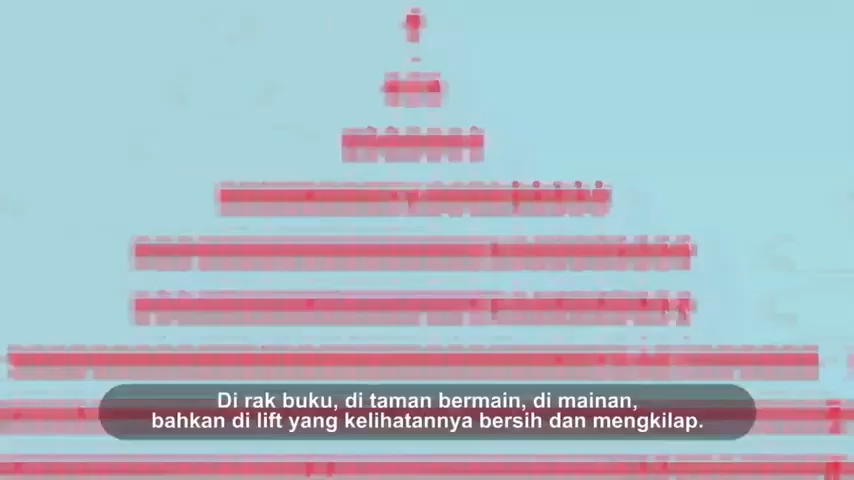 Di rak buku, di taman bermain, di mainan,
bahkan di lift yang kelihatannya bersih dan mengkilap.